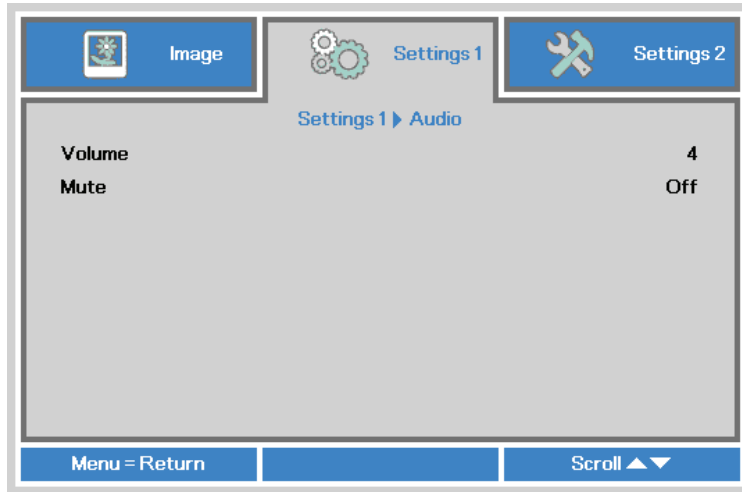 Image
Settings 1
Settings 2
Settings 1 ▶ Audio
Volume 4
Mute Off
Menu = Return
Scroll ▲▼